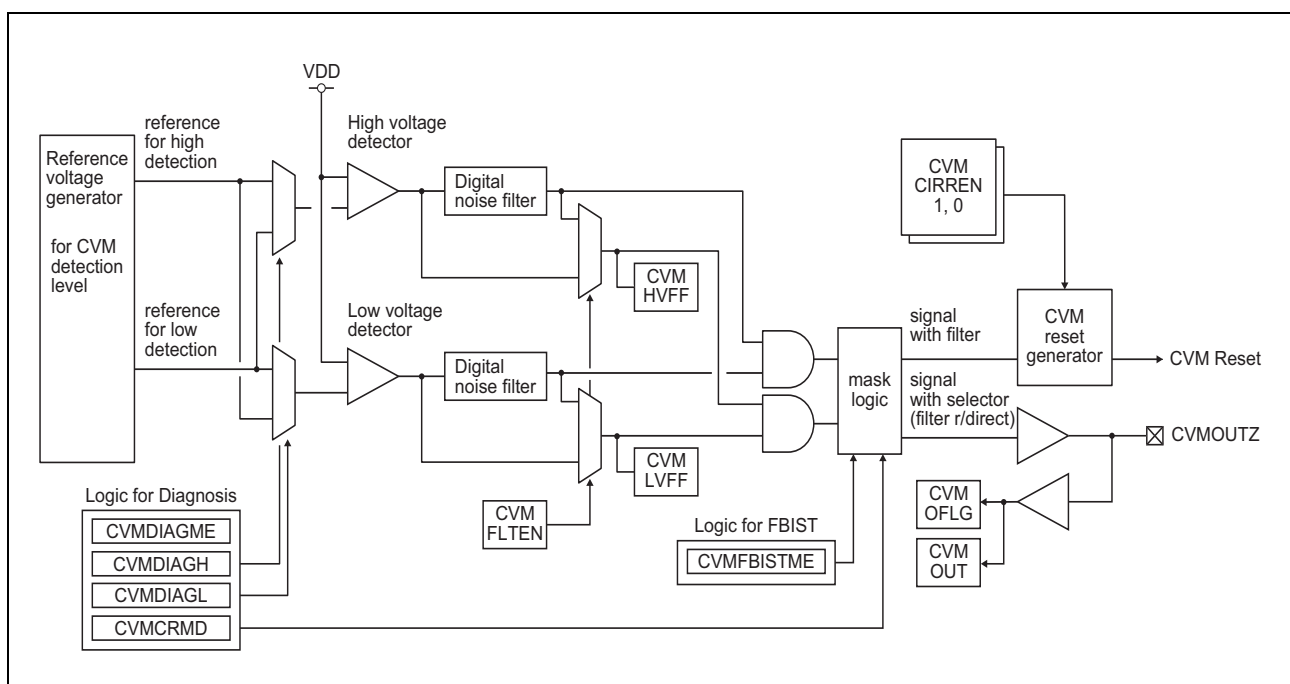 VDD
reference
for high
detection
High voltage
detector
Reference
voltage
generator
for CVM
detection
level
Digital
noise filter
CVM
CIRREN
1, 0
CVM
HVFF
reference
for low
detection
Low voltage
detector
Digital
noise filter
signal
with filter
CVM
reset
generator
CVM Reset
mask
logic
signal
with selector
(filter r/direct)
CVMOUTZ
CVM
LVFF
Logic for Diagnosis
CVMDIAGME
CVMDIAGH
CVMDIAGL
CVMCRMD
CVM
FLTEN
Logic for FBIST
CVMFBISTME
CVM
OFLG
CVM
OUT